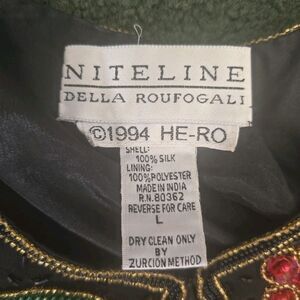 NITELINE
DELLA ROUFOGALI
©1994 HE-RO
SHELL:
100% SILK
LINING:
100%POLYESTER
MADE IN INDIA
R.N. 80362
REVERSE FOR CARE
L
DRY CLEAN ONLY
BY
ZURCION METHOD